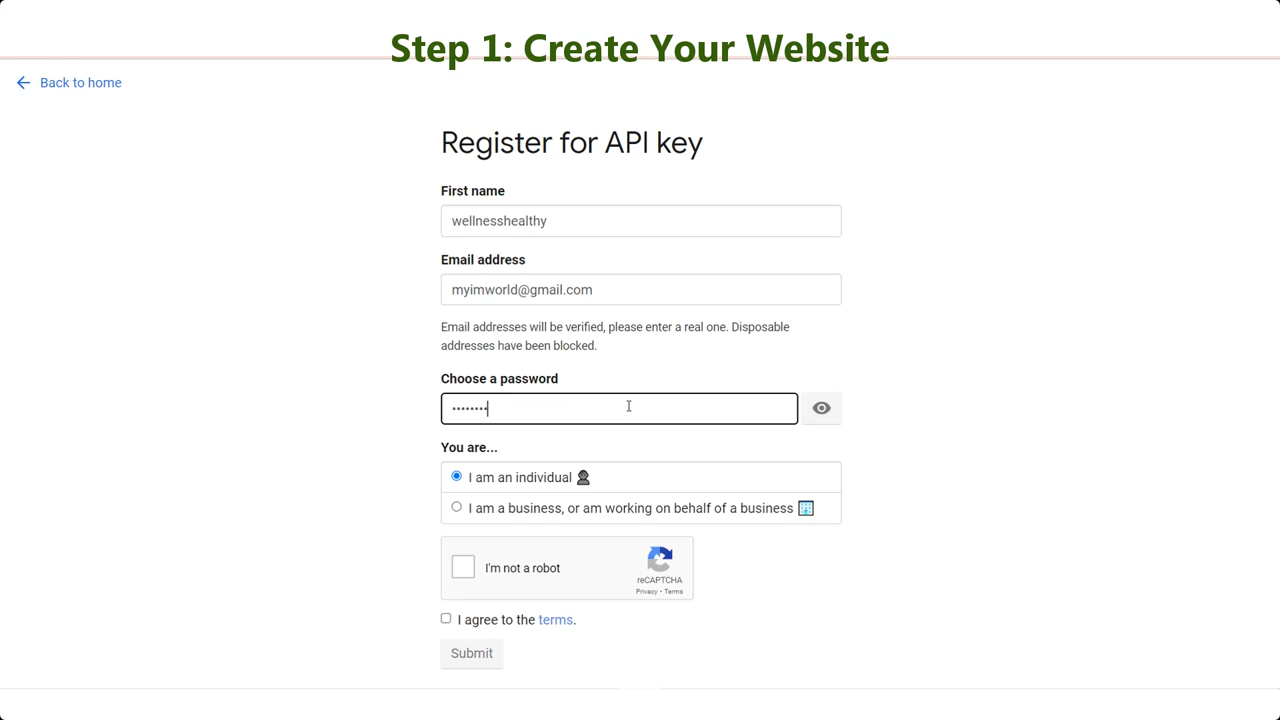 Step 1: Create Your Website
Back to home
Register for API key
First name
wellnesshealthy
Email address
myimworld@gmail.com
Email addresses will be verified, please enter a real one. Disposable
addresses have been blocked.
Choose a password
••••••••
You are...
I am an individual
I am a business, or am working on behalf of a business
I'm not a robot
reCAPTCHA
Privacy - Terms
I agree to the terms.
Submit